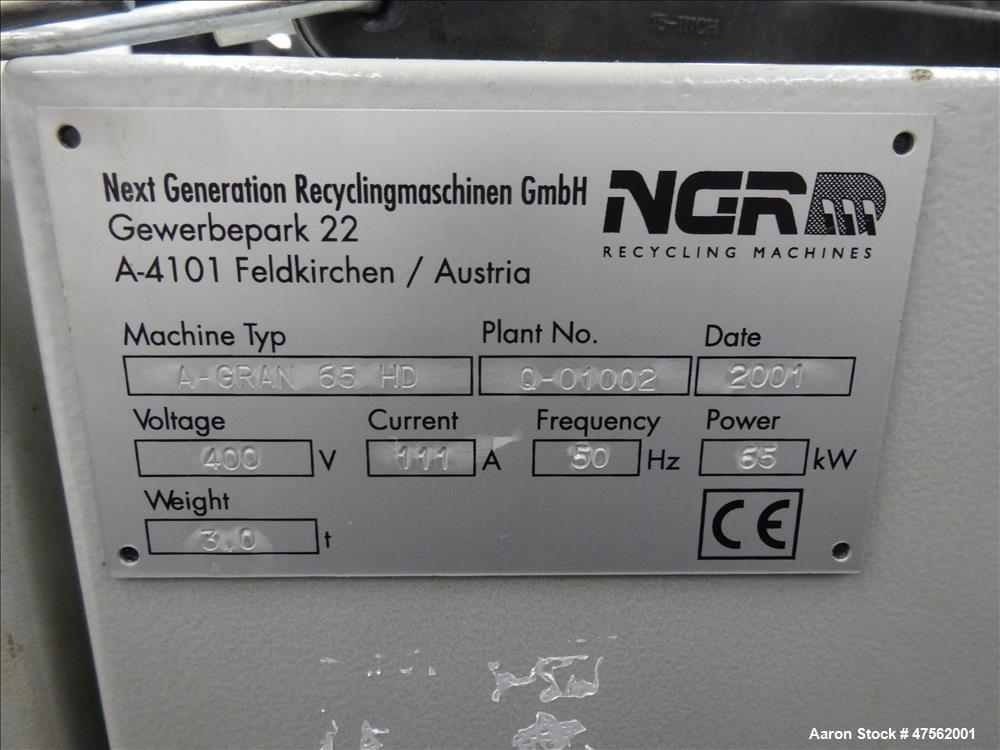 15-INCH
Next Generation Recyclingmaschinen GmbH
NGR
Gewerbepark 22
RECYCLING MACHINES
A-4101 Feldkirchen / Austria
Machine Typ Plant No. Date
A-GRAN 65 HD Q-01002 2001
Voltage Current Frequency Power
400 V 111 A 50 Hz 65 kW
Weight
3.0 t
CE
Aaron Stock # 47562001